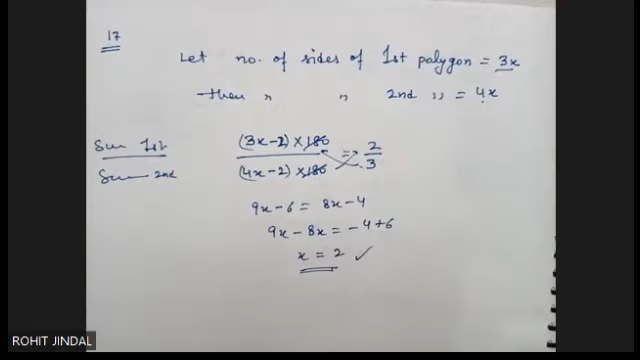 17
Let no. of sides of 1st polygon = 3x
then " " 2nd " = 4x
Sum 1st / Sum 2nd (3x-2) × 180 / (4x-2) × 180 = 2/3
9x - 6 = 8x - 4
9x - 8x = - 4 + 6
x = 2 ✓
ROHIT JINDAL